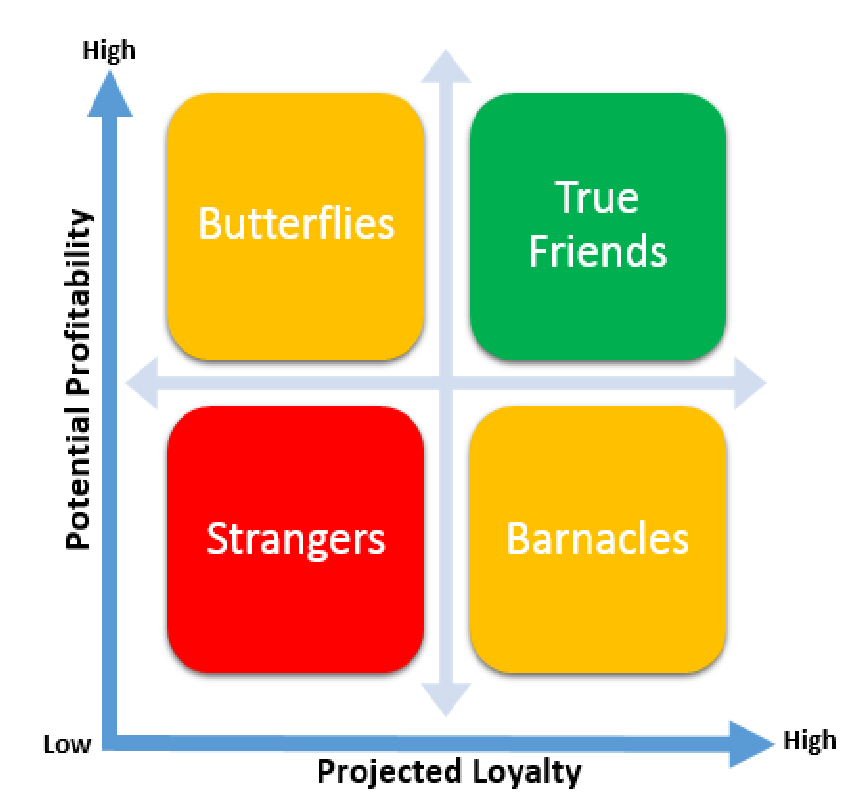 High
Potential Profitability
Butterflies
True
Friends
Strangers
Barnacles
Low
High
Projected Loyalty